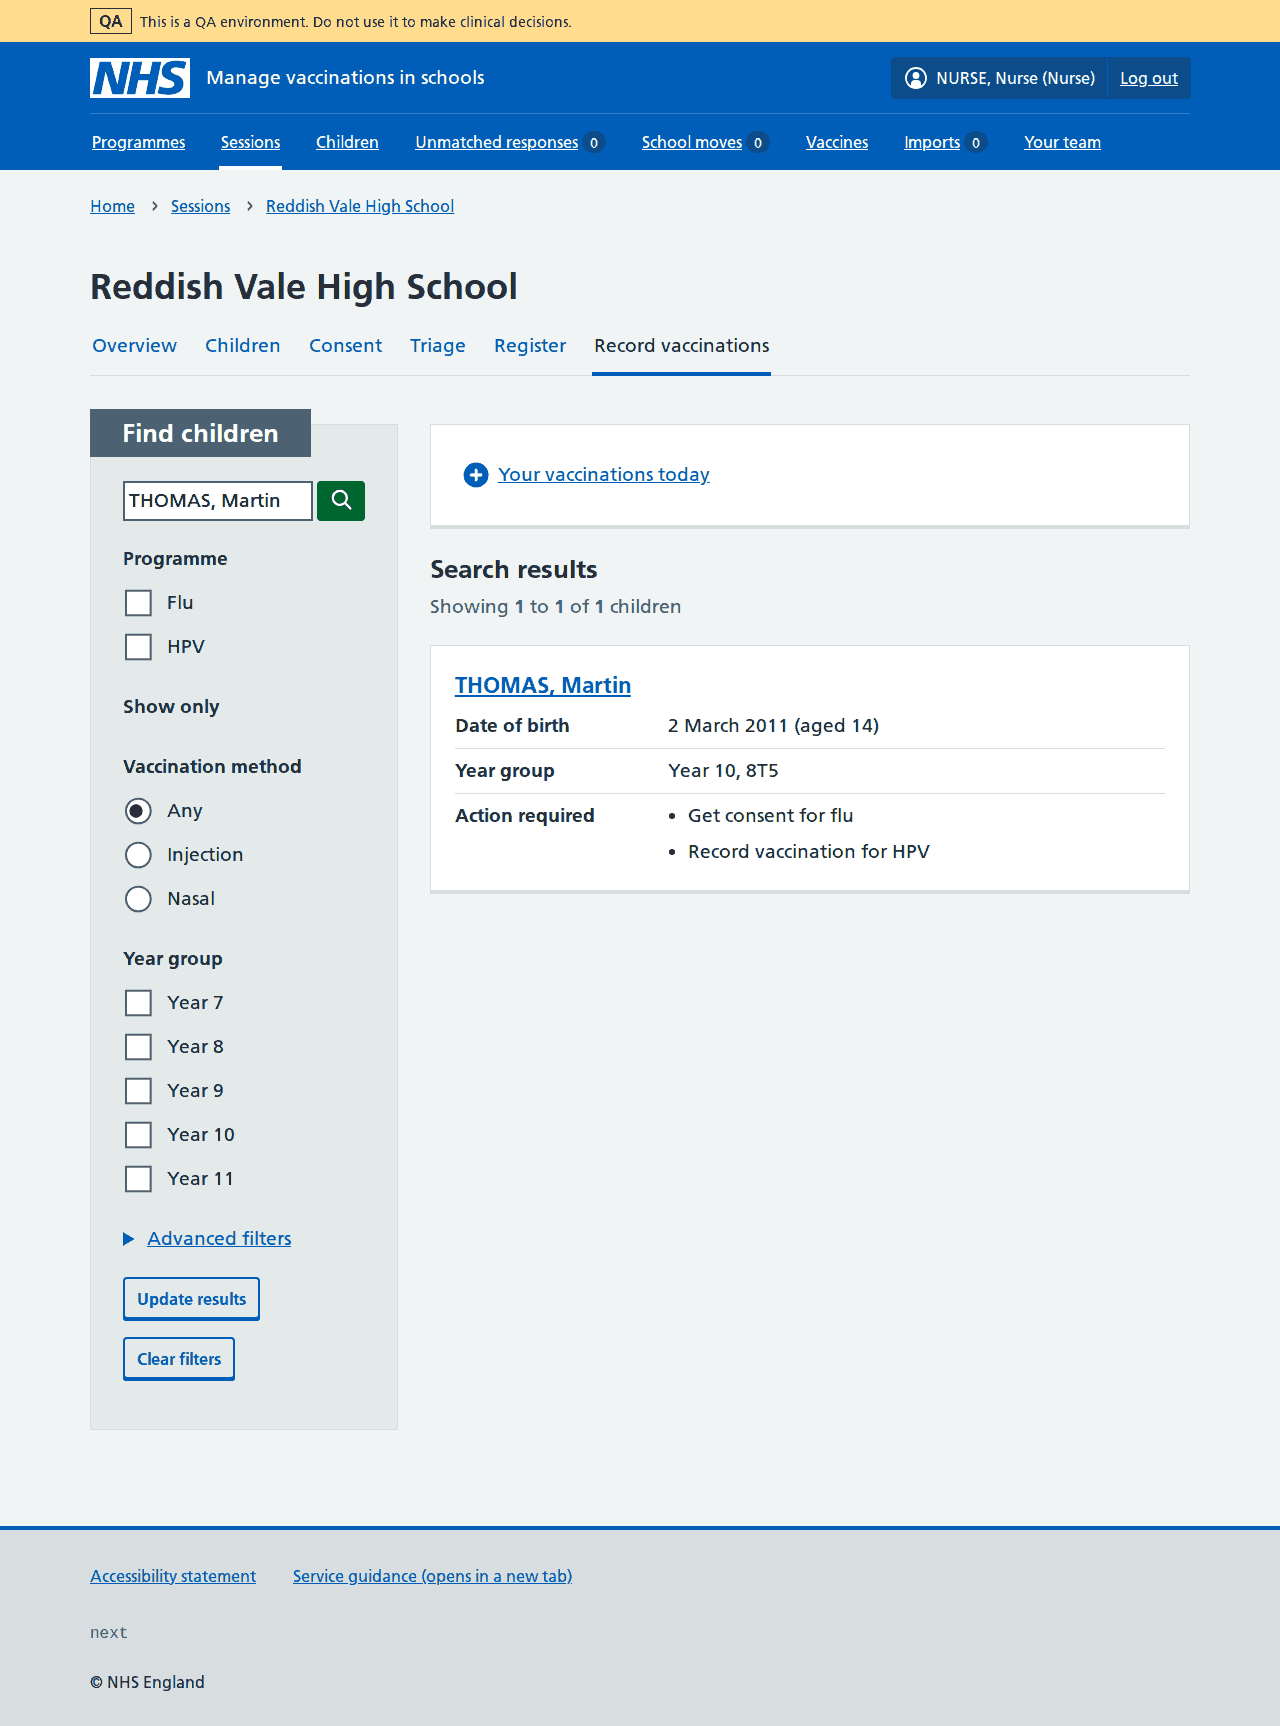 QA This is a QA environment. Do not use it to make clinical decisions.
NHS Manage vaccinations in schools NURSE, Nurse (Nurse) Log out
Programmes Sessions Children Unmatched responses 0 School moves 0 Vaccines Imports 0 Your team
Home Sessions Reddish Vale High School
Reddish Vale High School
Overview Children Consent Triage Register Record vaccinations
Find children
THOMAS, Martin
Programme
Flu
HPV
Show only
Vaccination method
Any
Injection
Nasal
Year group
Year 7
Year 8
Year 9
Year 10
Year 11
Advanced filters
Update results
Clear filters
Your vaccinations today
Search results
Showing 1 to 1 of 1 children
THOMAS, Martin
Date of birth 2 March 2011 (aged 14)
Year group Year 10, 8T5
Action required • Get consent for flu
• Record vaccination for HPV
Accessibility statement Service guidance (opens in a new tab)
next
© NHS England